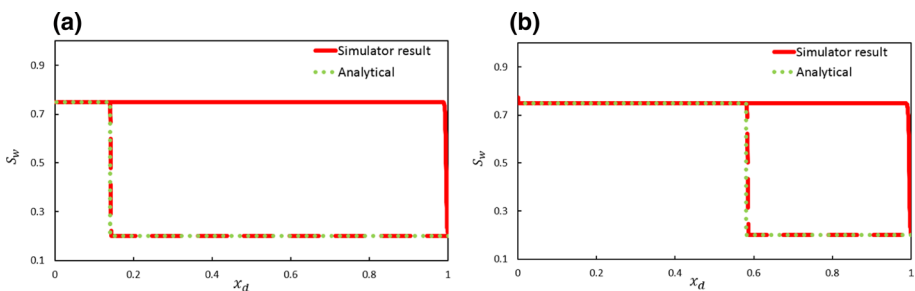 (a)
Simulator result
Analytical
0.9
0.7
0.5
0.3
0.1
S_w
0 0.2 0.4 0.6 0.8 1
x_d
(b)
Simulator result
Analytical
0.9
0.7
0.5
0.3
0.1
S_w
0 0.2 0.4 0.6 0.8 1
x_d